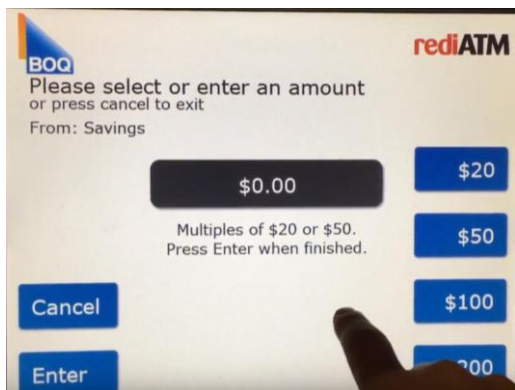 BOQ
rediATM
Please select or enter an amount
or press cancel to exit
From: Savings
$0.00
Multiples of $20 or $50.
Press Enter when finished.
$20
$50
Cancel
$100
Enter